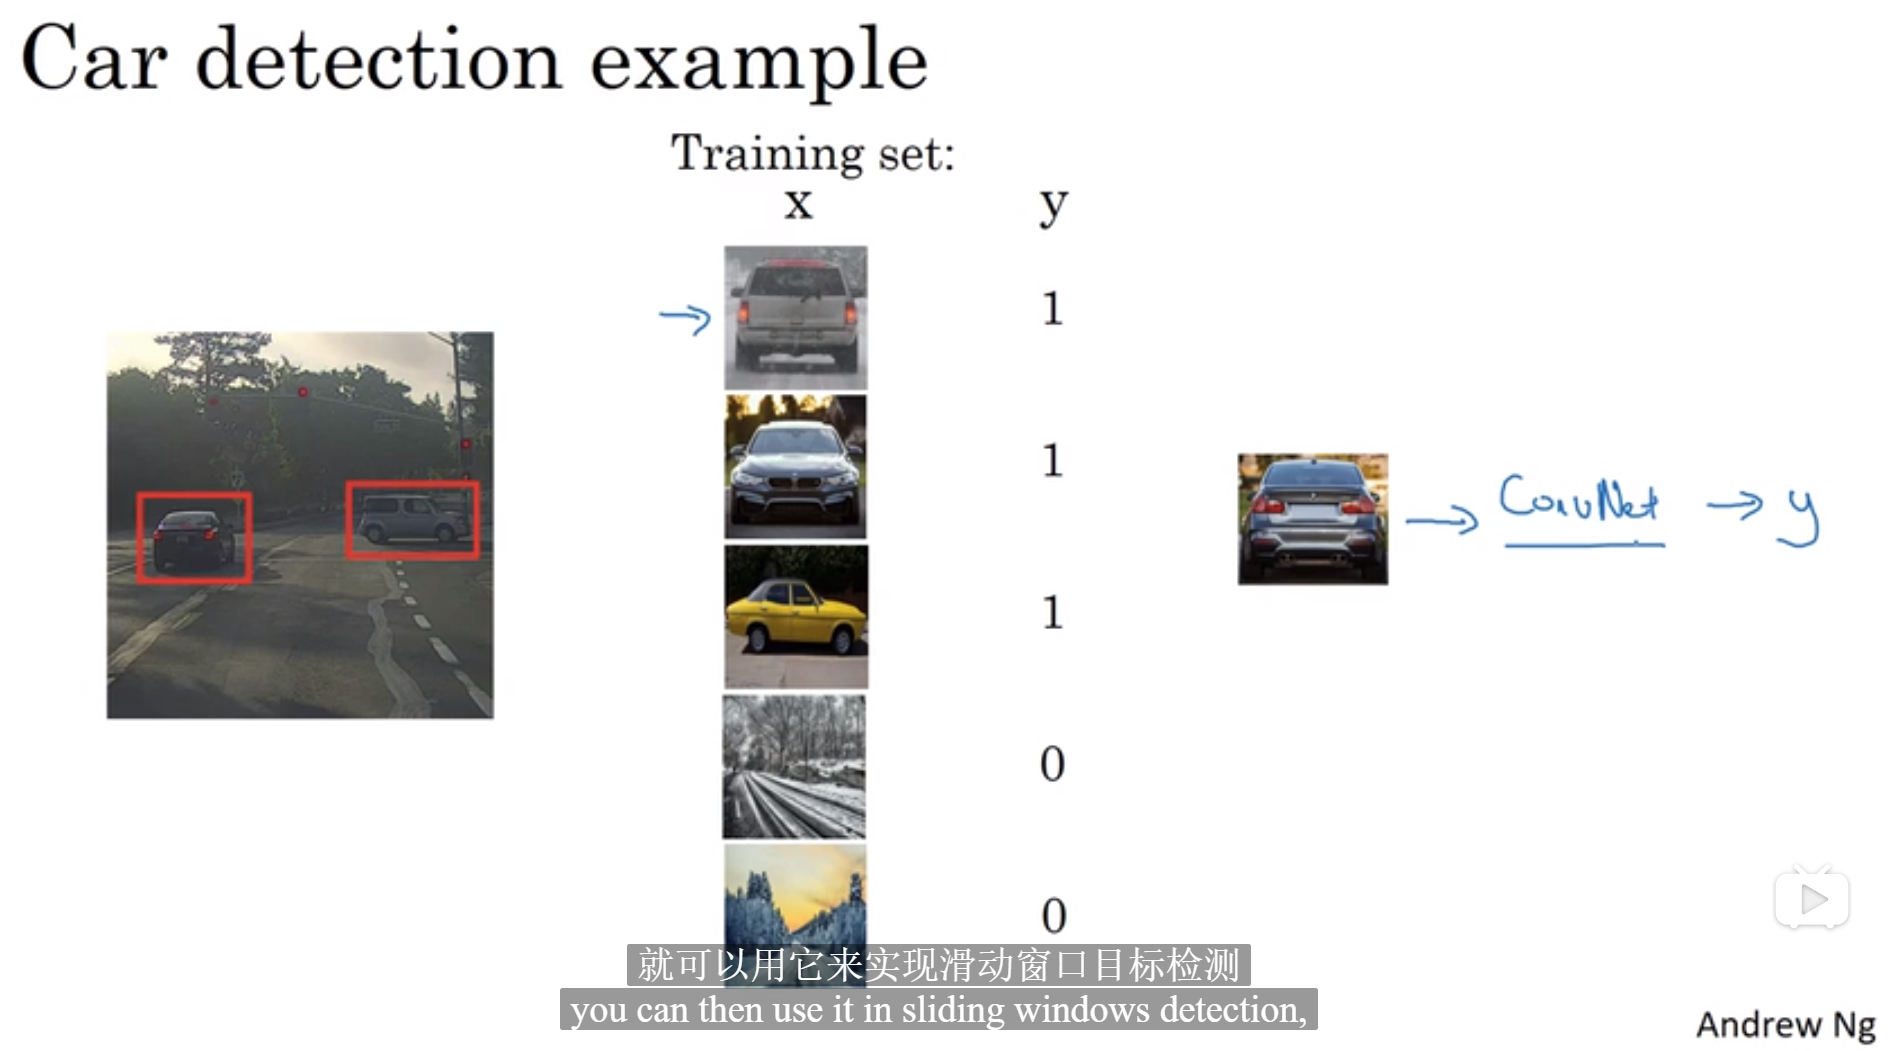 Car detection example
Training set:
x y
1
1
1
0
0
ConvNet → y
就可以用它来实现滑动窗口目标检测
you can then use it in sliding windows detection,
Andrew Ng